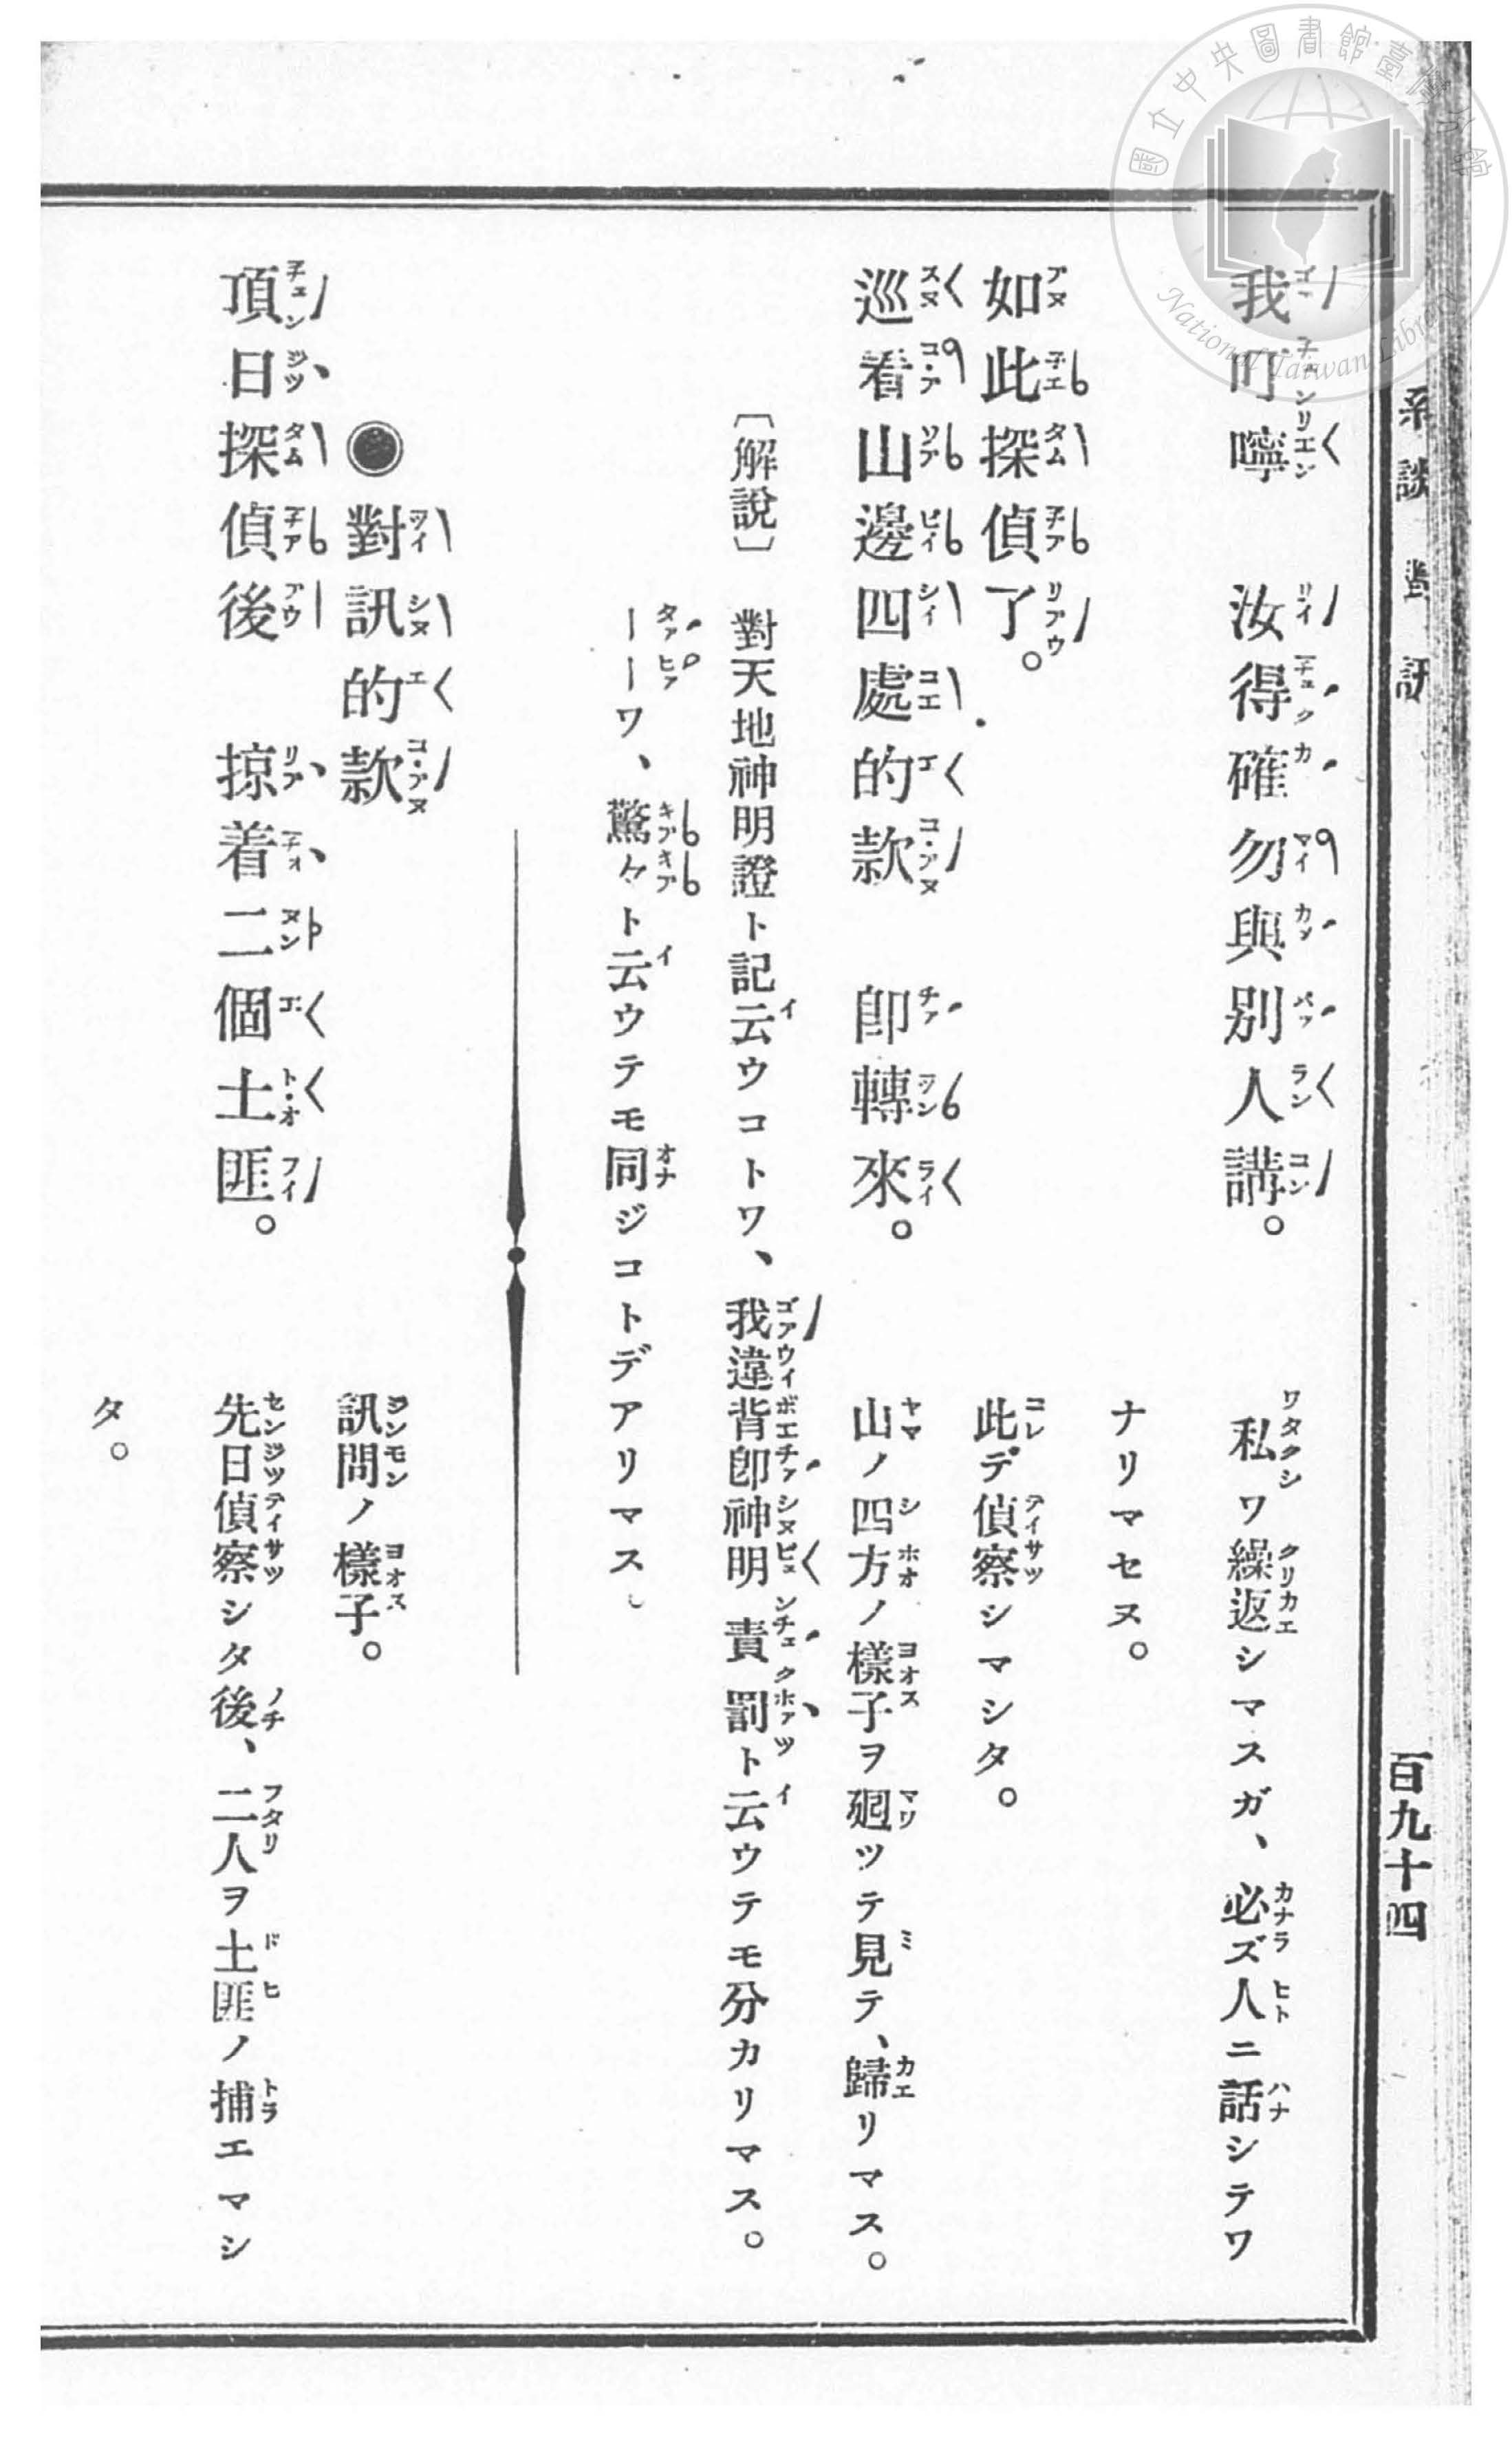 國立中央圖書館臺灣分館
National Taiwan Library
對訊
百九十四
我叮嚀 汝得確勿與別人講。
私ワ繰返シマスガ、必ズ人ニ話シテワ
ナリマセヌ。
如此探偵了。
此デ偵察シマシタ。
巡看山邊四處的款 卽轉來。
山ノ四方ノ樣子ヲ廻ツテ見テ、歸リマス。
〔解說〕 對天地神明證ト記云ウコトワ、我違背卽神明責罰ト云ウテモ分カリマス。
ーーワ、驚々ト云ウテモ同ジコトデアリマス。
●對訊的款
訊問ノ樣子。
頂日探偵後 掠着二個土匪。
先日偵察シタ後、二人ヲ土匪ノ捕エマシ
タ。